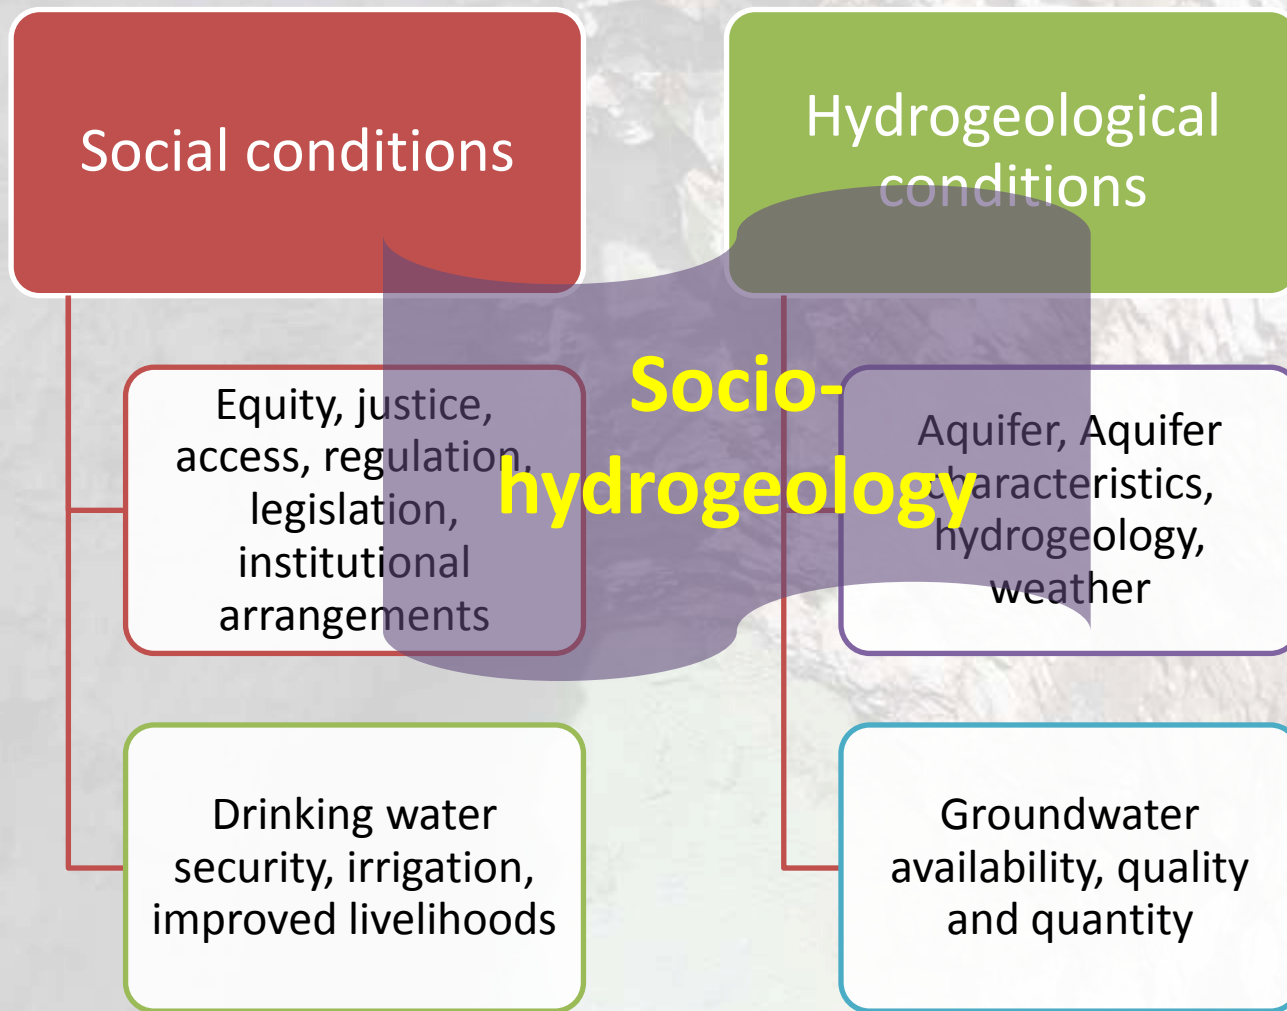 Social conditions
Hydrogeological
conditions
Socio-
hydrogeology
Equity, justice,
access, regulation,
legislation,
institutional
arrangements
Aquifer, Aquifer
characteristics,
hydrogeology,
weather
Drinking water
security, irrigation,
improved livelihoods
Groundwater
availability, quality
and quantity